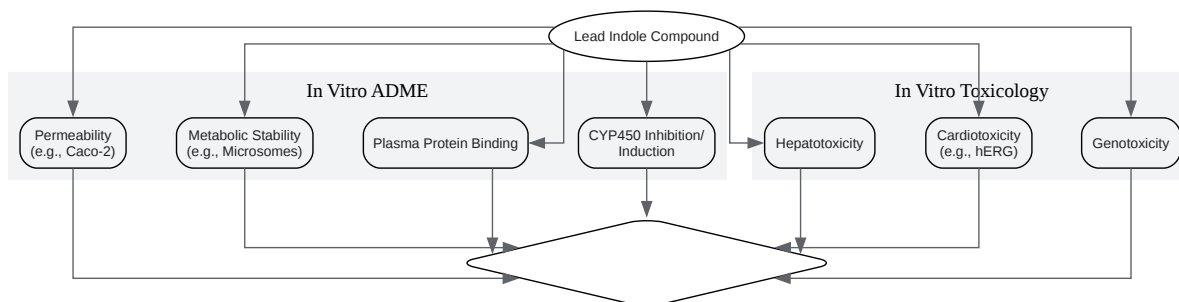 Lead Indole Compound
In Vitro ADME
In Vitro Toxicology
Permeability
(e.g., Caco-2)
Metabolic Stability
(e.g., Microsomes)
Plasma Protein Binding
CYP450 Inhibition/
Induction
Hepatotoxicity
Cardiotoxicity
(e.g., hERG)
Genotoxicity